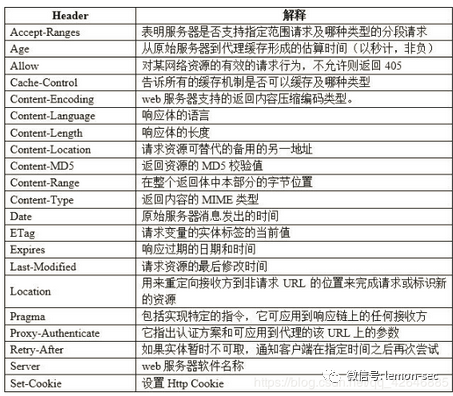 Header 解释
Accept-Ranges 表明服务器是否支持指定范围请求及哪种类型的分段请求
Age 从原始服务器到代理缓存形成的估算时间（以秒计，非负）
Allow 对某网络资源的有效的请求行为，不允许则返回 405
Cache-Control 告诉所有的缓存机制是否可以缓存及哪种类型
Content-Encoding web服务器支持的返回内容压缩编码类型。
Content-Language 响应体的语言
Content-Length 响应体的长度
Content-Location 请求资源可替代的备用的另一地址
Content-MD5 返回资源的 MD5 校验值
Content-Range 在整个返回体中本部分的字节位置
Content-Type 返回内容的 MIME 类型
Date 原始服务器消息发出的时间
ETag 请求变量的实体标签的当前值
Expires 响应过期的日期和时间
Last-Modified 请求资源的最后修改时间
Location 用来重定向接收方到非请求 URL 的位置来完成请求或标识新
的资源
Pragma 包括实现特定的指令，它可应用到响应链上的任何接收方
Proxy-Authenticate 它指出认证方案和可应用到代理的该 URL 上的参数
Retry-After 如果实体暂时不可取，通知客户端在指定时间之后再次尝试
Server web服务器软件名称
Set-Cookie 设置 Http Cookie
微信号: lemon-sec